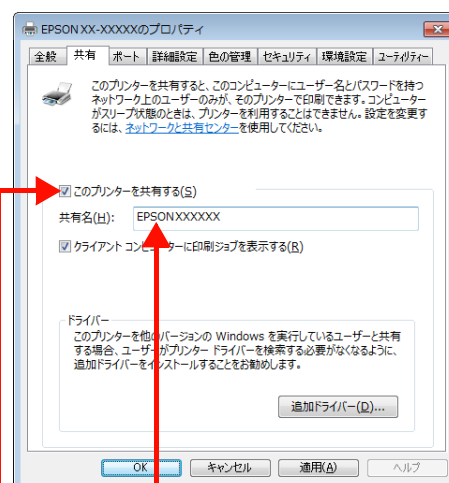 EPSON XX-XXXXXのプロパティ
全般 共有 ポート 詳細設定 色の管理 セキュリティ 環境設定 ユーティリティー
このプリンターを共有すると、このコンピューターにユーザー名とパスワードを持つ
ネットワーク上のユーザーのみが、そのプリンターで印刷できます。コンピューター
がスリープ状態のときは、プリンターを利用することはできません。設定を変更す
るには、ネットワークと共有センターを使用してください。
このプリンターを共有する(S)
共有名(H): EPSONXXXXXX
クライアント コンピューターに印刷ジョブを表示する(R)
ドライバー
このプリンターを他のバージョンの Windows を実行しているユーザーと共有
する場合、ユーザーがプリンター ドライバーを検索する必要がなくなるように、
追加ドライバーをインストールすることをお勧めします。
追加ドライバー(D)...
OK キャンセル 適用(A) ヘルプ